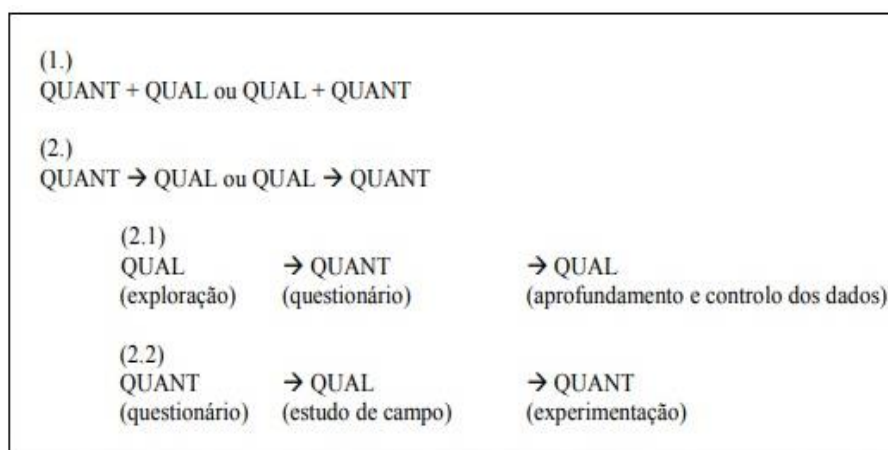 (1.)
QUANT + QUAL ou QUAL + QUANT
(2.)
QUANT → QUAL ou QUAL → QUANT
(2.1)
QUAL → QUANT → QUAL
(exploração) (questionário) (aprofundamento e controlo dos dados)
(2.2)
QUANT → QUAL → QUANT
(questionário) (estudo de campo) (experimentação)